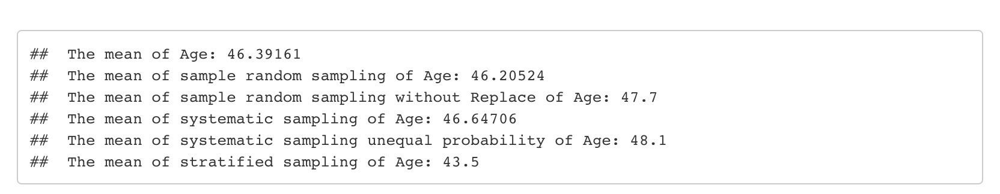 ##  The mean of Age: 46.39161
##  The mean of sample random sampling of Age: 46.20524
##  The mean of sample random sampling without Replace of Age: 47.7
##  The mean of systematic sampling of Age: 46.64706
##  The mean of systematic sampling unequal probability of Age: 48.1
##  The mean of stratified sampling of Age: 43.5